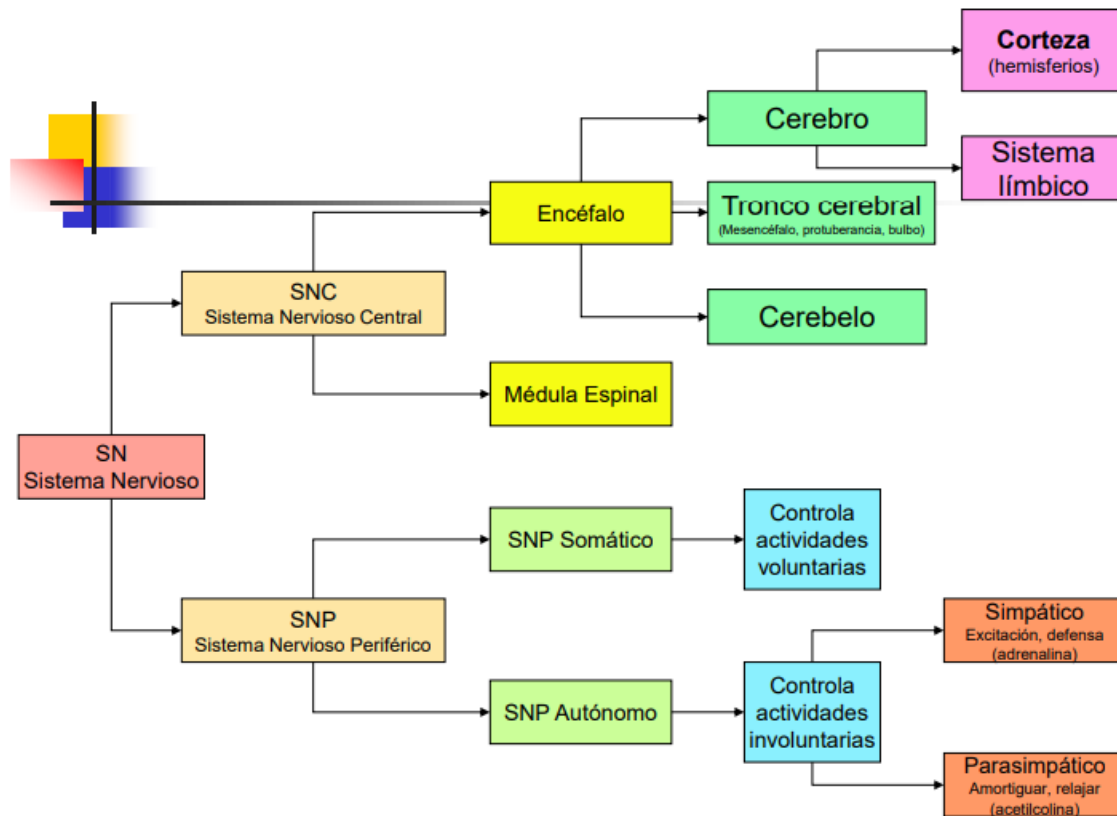 Corteza
(hemisferios)
Cerebro
Sistema
límbico
Encéfalo
Tronco cerebral
(Mesencéfalo, protuberancia, bulbo)
SNC
Sistema Nervioso Central
Cerebelo
Médula Espinal
SN
Sistema Nervioso
SNP Somático
Controla
actividades
voluntarias
SNP
Sistema Nervioso Periférico
Simpático
Excitación, defensa
(adrenalina)
SNP Autónomo
Controla
actividades
involuntarias
Parasimpático
Amortiguar, relajar
(acetilcolina)